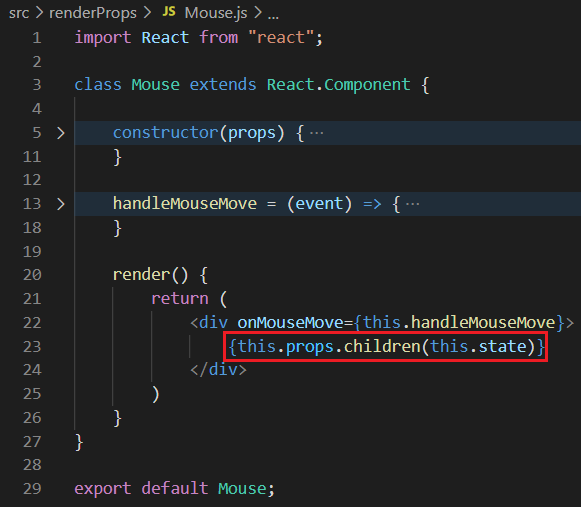 src > renderProps > JS Mouse.js > ...
1 import React from "react";
2
3 class Mouse extends React.Component {
4
5 > constructor(props) { ···
11 }
12
13 > handleMouseMove = (event) => { ···
18 }
19
20 render() {
21 return (
22 <div onMouseMove={this.handleMouseMove}>
23 {this.props.children(this.state)}
24 </div>
25 )
26 }
27 }
28
29 export default Mouse;